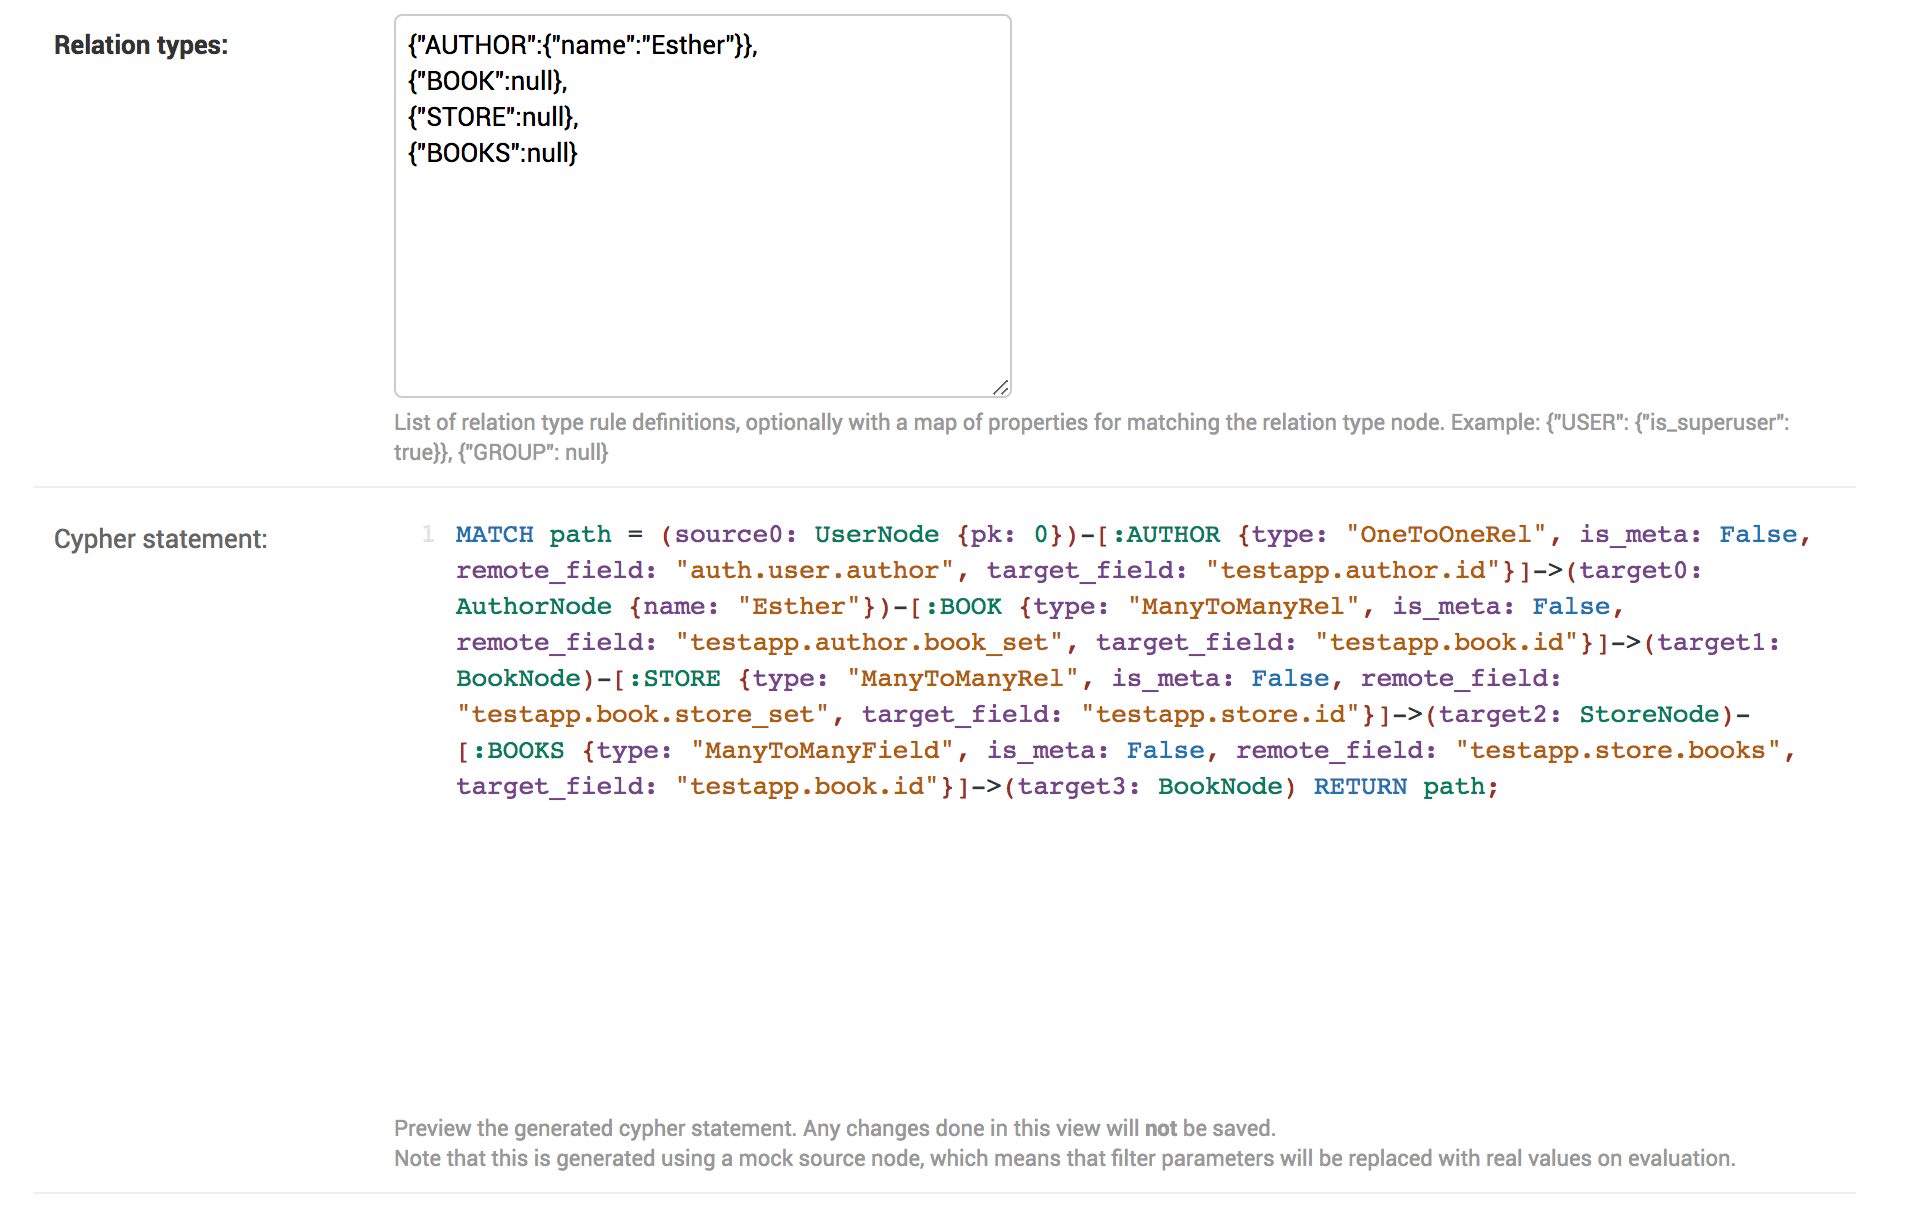 Relation types:
{"AUTHOR":{"name":"Esther"}},
{"BOOK":null},
{"STORE":null},
{"BOOKS":null}
List of relation type rule definitions, optionally with a map of properties for matching the relation type node. Example: {"USER": {"is_superuser":
true}}, {"GROUP": null}
Cypher statement:
1 MATCH path = (source0: UserNode {pk: 0})-[:AUTHOR {type: "OneToOneRel", is_meta: False,
remote_field: "auth.user.author", target_field: "testapp.author.id"}]->(target0:
AuthorNode {name: "Esther"})-[:BOOK {type: "ManyToManyRel", is_meta: False,
remote_field: "testapp.author.book_set", target_field: "testapp.book.id"}]->(target1:
BookNode)-[:STORE {type: "ManyToManyRel", is_meta: False, remote_field:
"testapp.book.store_set", target_field: "testapp.store.id"}]->(target2: StoreNode)-
[:BOOKS {type: "ManyToManyField", is_meta: False, remote_field: "testapp.store.books",
target_field: "testapp.book.id"}]->(target3: BookNode) RETURN path;
Preview the generated cypher statement. Any changes done in this view will not be saved.
Note that this is generated using a mock source node, which means that filter parameters will be replaced with real values on evaluation.